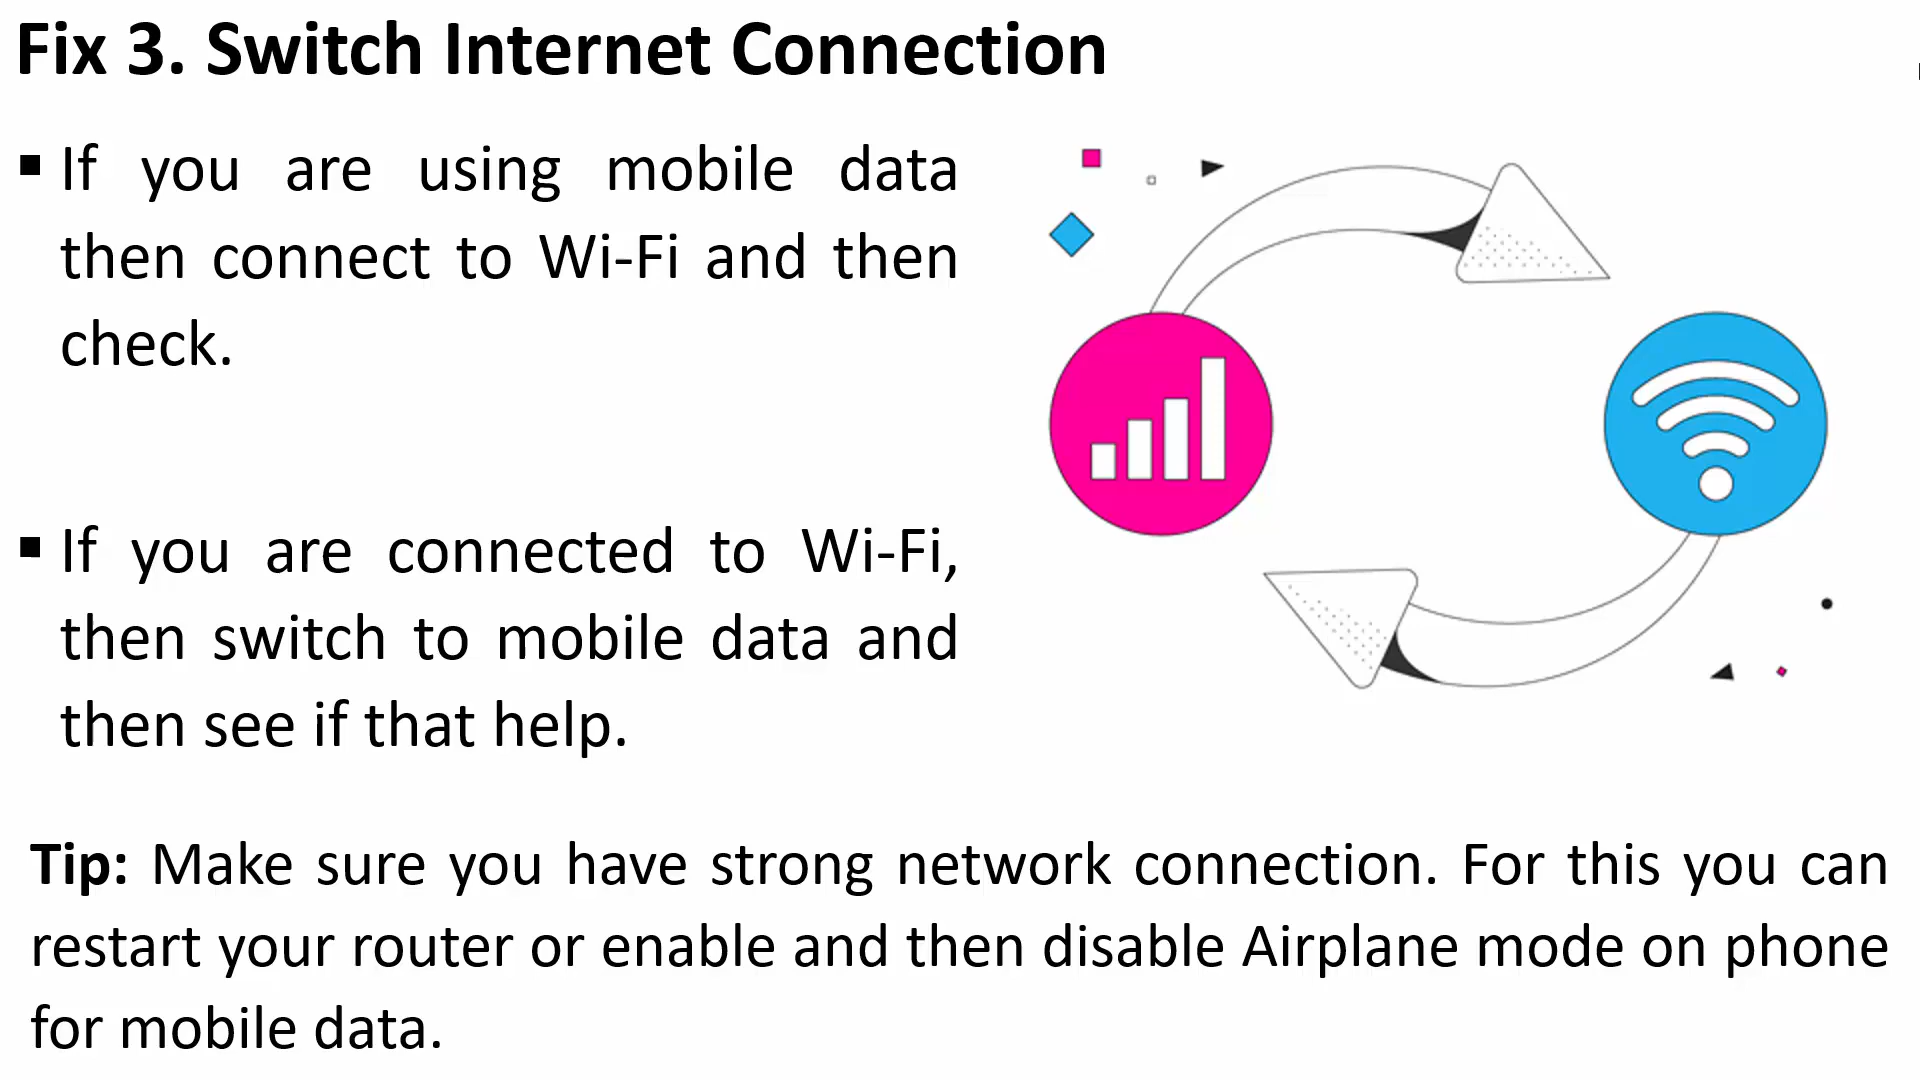 Fix 3. Switch Internet Connection
▪ If you are using mobile data
then connect to Wi-Fi and then
check.
▪ If you are connected to Wi-Fi,
then switch to mobile data and
then see if that help.
Tip: Make sure you have strong network connection. For this you can
restart your router or enable and then disable Airplane mode on phone
for mobile data.